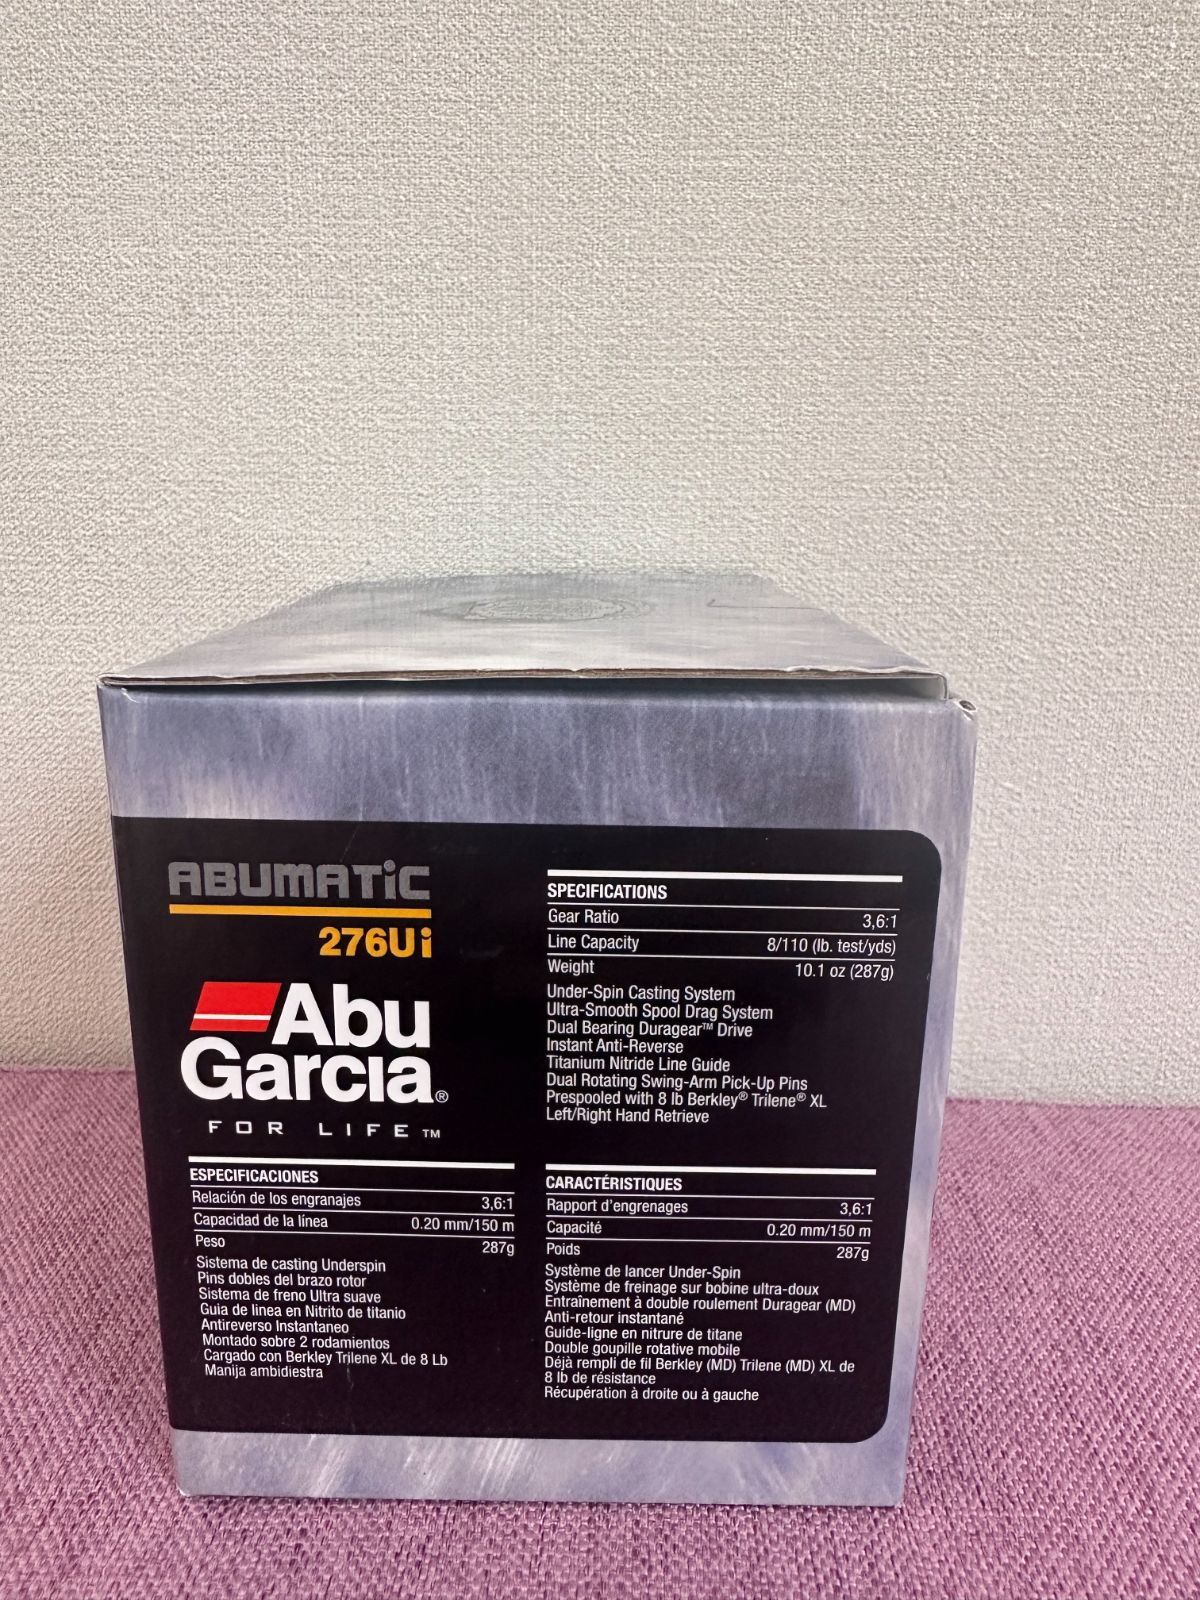 ABUMATiC
276Ui
Abu
Garcia®
FOR LIFE™
SPECIFICATIONS
Gear Ratio 3,6:1
Line Capacity 8/110 (lb. test/yds)
Weight 10.1 oz (287g)
Under-Spin Casting System
Ultra-Smooth Spool Drag System
Dual Bearing Duragear™ Drive
Instant Anti-Reverse
Titanium Nitride Line Guide
Dual Rotating Swing-Arm Pick-Up Pins
Prespooled with 8 lb Berkley® Trilene® XL
Left/Right Hand Retrieve
ESPECIFICACIONES
Relación de los engranajes 3,6:1
Capacidad de la línea 0.20 mm/150 m
Peso 287g
Sistema de casting Underspin
Pins dobles del brazo rotor
Sistema de freno Ultra suave
Guia de linea en Nitrito de titanio
Antireverso Instantaneo
Montado sobre 2 rodamientos
Cargado con Berkley Trilene XL de 8 Lb
Manija ambidiestra
CARACTÉRISTIQUES
Rapport d'engrenages 3,6:1
Capacité 0.20 mm/150 m
Poids 287g
Système de lancer Under-Spin
Système de freinage sur bobine ultra-doux
Entraînement à double roulement Duragear (MD)
Anti-retour instantané
Guide-ligne en nitrure de titane
Double goupille rotative mobile
Déjà rempli de fil Berkley (MD) Trilene (MD) XL de
8 lb de résistance
Récupération à droite ou à gauche